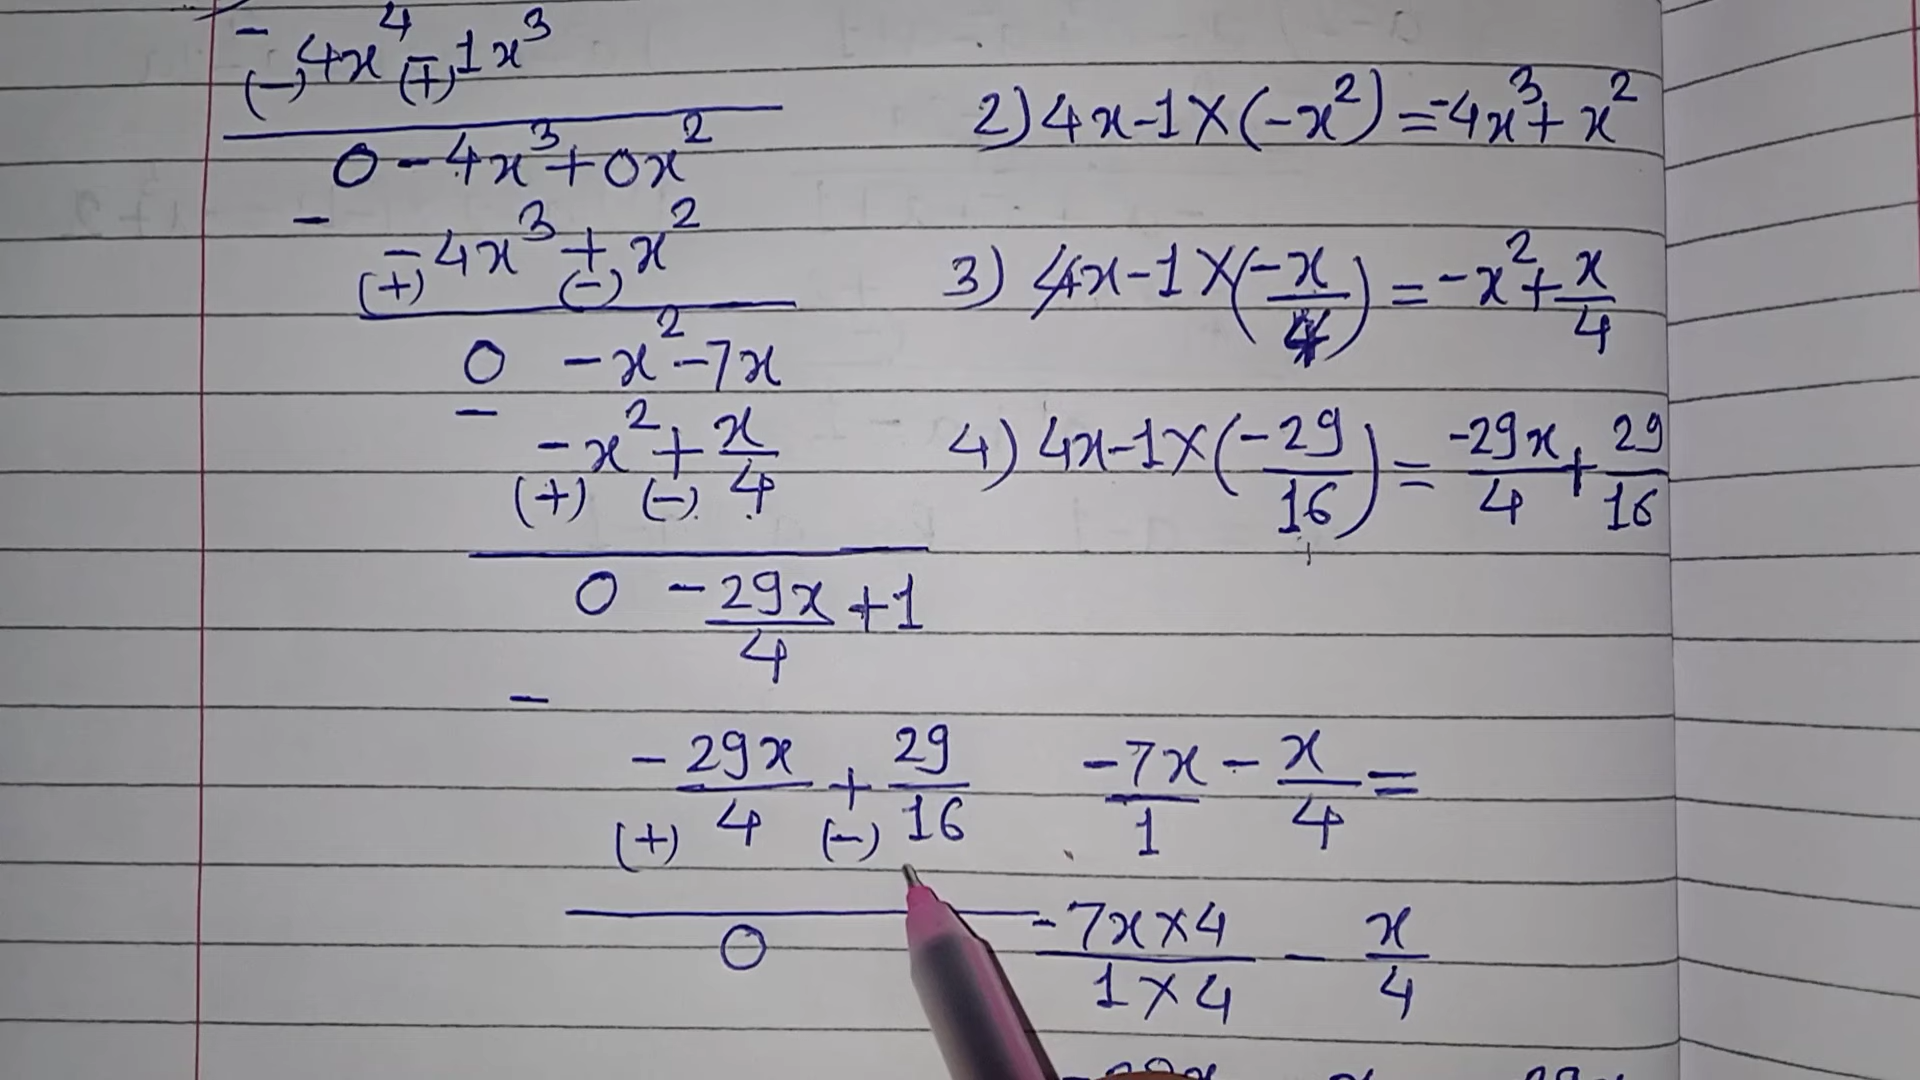 - 4x⁴ - 1x³
(-) (+)
0 - 4x³ + 0x²
- - 4x³ + x²
(+) (-)
0 - x² - 7x
- - x² + x/4
(+) (-)
0 - 29x/4 + 1
- - 29x/4 + 29/16
(+) (-)
0
2) 4x-1 × (-x²) = -4x³ + x²
3) 4x-1 × (-x/4) = -x² + x/4
4) 4x-1 × (-29/16) = -29x/4 + 29/16
-7x/1 - x/4 =
-7x×4/1×4 - x/4